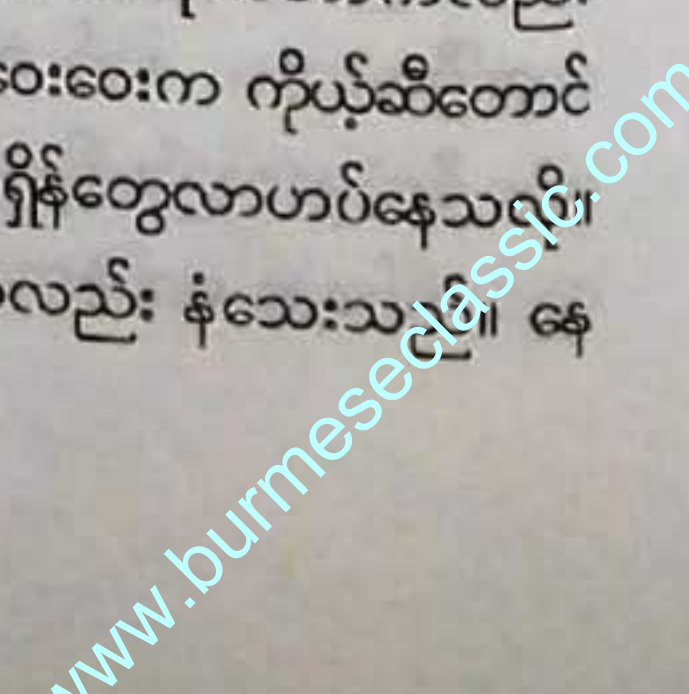 ဝေးဝေးက ကိုယ့်ဆီတောင်
ရှိန်တွေလာဟပ်နေသလို။
လည်း နံသေးသည်။ နေ
www.burmeseclassic.com